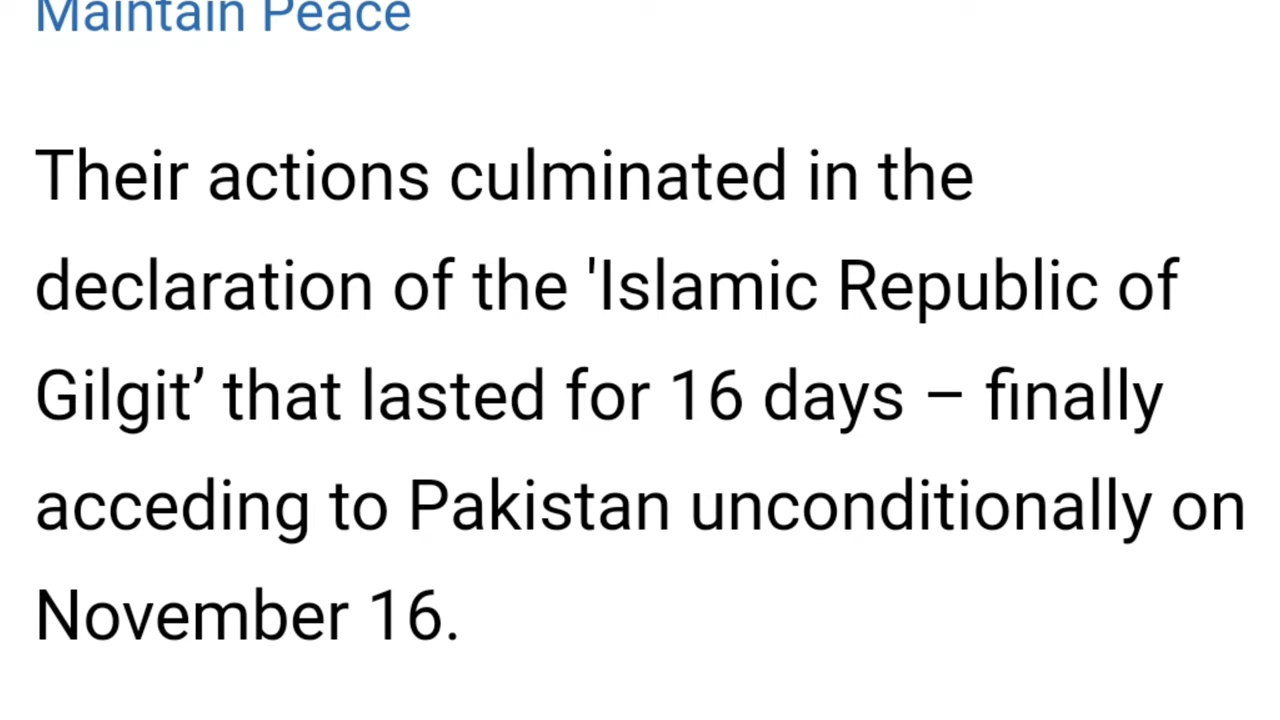 Maintain Peace
Their actions culminated in the
declaration of the 'Islamic Republic of
Gilgit’ that lasted for 16 days – finally
acceding to Pakistan unconditionally on
November 16.